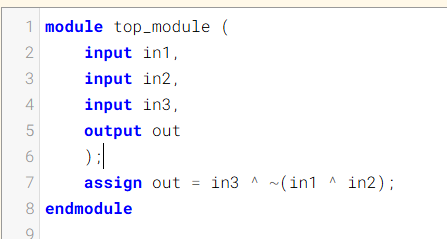 1 module top_module (
2     input in1,
3     input in2,
4     input in3,
5     output out
6     );
7     assign out = in3 ^ ~(in1 ^ in2);
8 endmodule
9